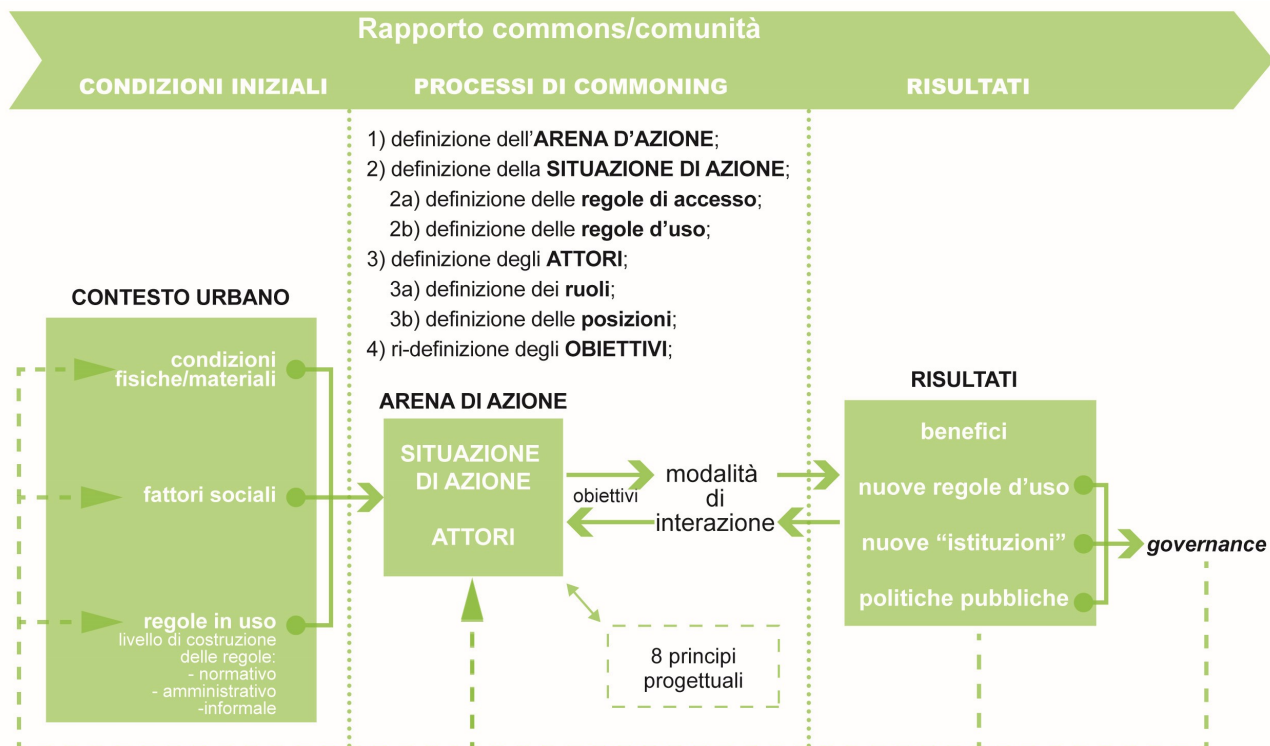 Rapporto commons/comunità
CONDIZIONI INIZIALI
PROCESSI DI COMMONING
RISULTATI
1) definizione dell'ARENA D'AZIONE;
2) definizione della SITUAZIONE DI AZIONE;
2a) definizione delle regole di accesso;
2b) definizione delle regole d'uso;
3) definizione degli ATTORI;
3a) definizione dei ruoli;
3b) definizione delle posizioni;
4) ri-definizione degli OBIETTIVI;
CONTESTO URBANO
condizioni
fisiche/materiali
fattori sociali
regole in uso
livello di costruzione
delle regole:
- normativo
- amministrativo
-informale
ARENA DI AZIONE
SITUAZIONE
DI AZIONE
ATTORI
obiettivi
modalità
di
interazione
8 principi
progettuali
RISULTATI
benefici
nuove regole d'uso
nuove “istituzioni”
politiche pubbliche
governance